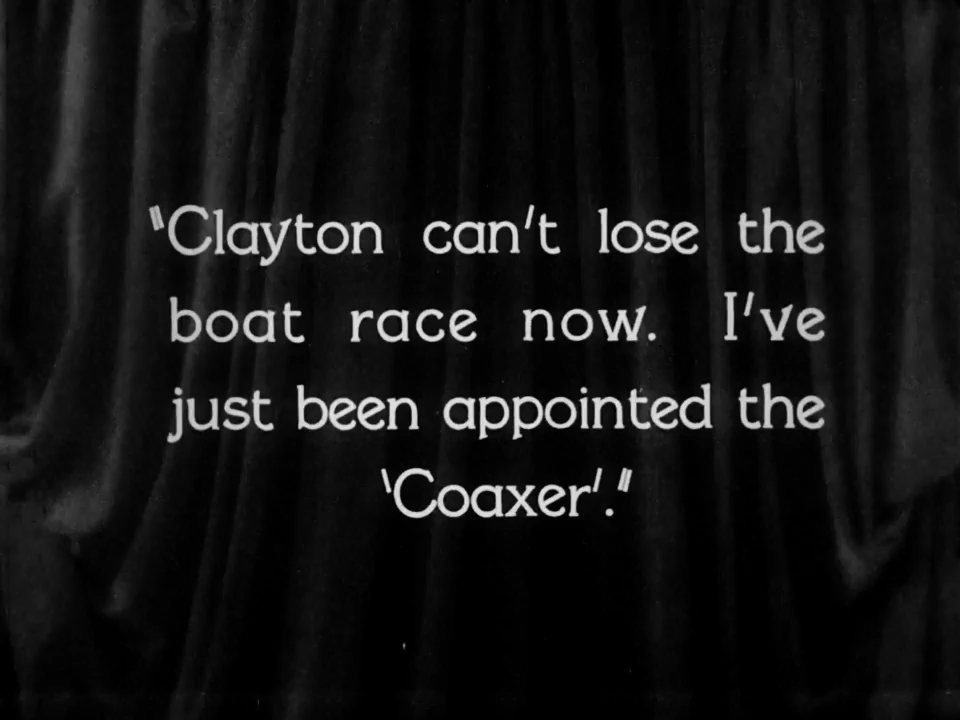 "Clayton can't lose the
boat race now. I've
just been appointed the
'Coaxer'."